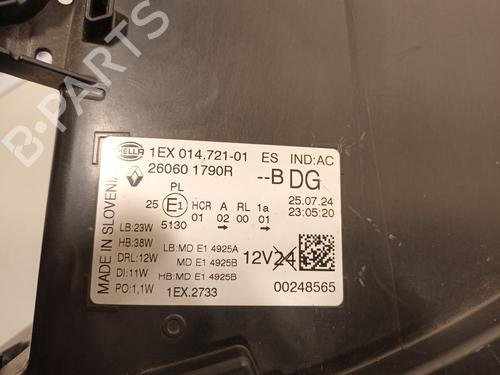 B-PARTS
HELLA 1EX 014.721-01 ES IND:AC
26060 1790R --B DG
PL 25.07.24
25 E1 HCR A RL 1a 23:05:20
5130 01 02 00 01
LB:23W LB:MD E1 4925A
HB:38W MD E1 4925B 12V24
DRL:12W HB:MD E1 4925B
DI:11W
PO:1,1W 1EX.2733 00248565
MADE IN SLOVENIA